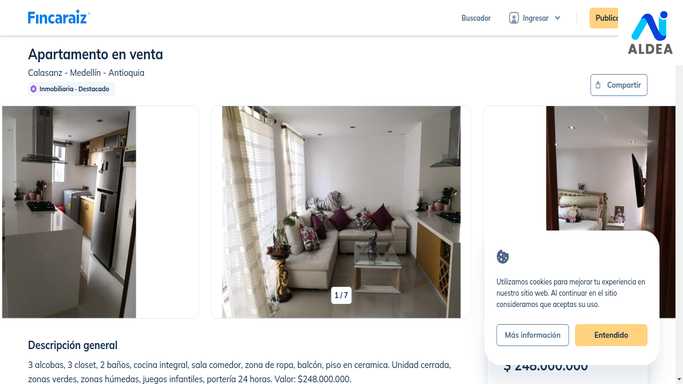 Fincaraiz
Buscador
Ingresar
Public
ALDEA
Apartamento en venta
Calasanz - Medellín - Antioquia
Inmobiliaria · Destacado
Compartir
1 / 7
Utilizamos cookies para mejorar tu experiencia en
nuestro sitio web. Al continuar en el sitio
consideramos que aceptas su uso.
Más información
Entendido
Descripción general
3 alcobas, 3 closet, 2 baños, cocina integral, sala comedor, zona de ropa, balcón, piso en ceramica. Unidad cerrada,
zonas verdes, zonas húmedas, juegos infantiles, portería 24 horas. Valor: $248.000.000.
$ 248.000.000